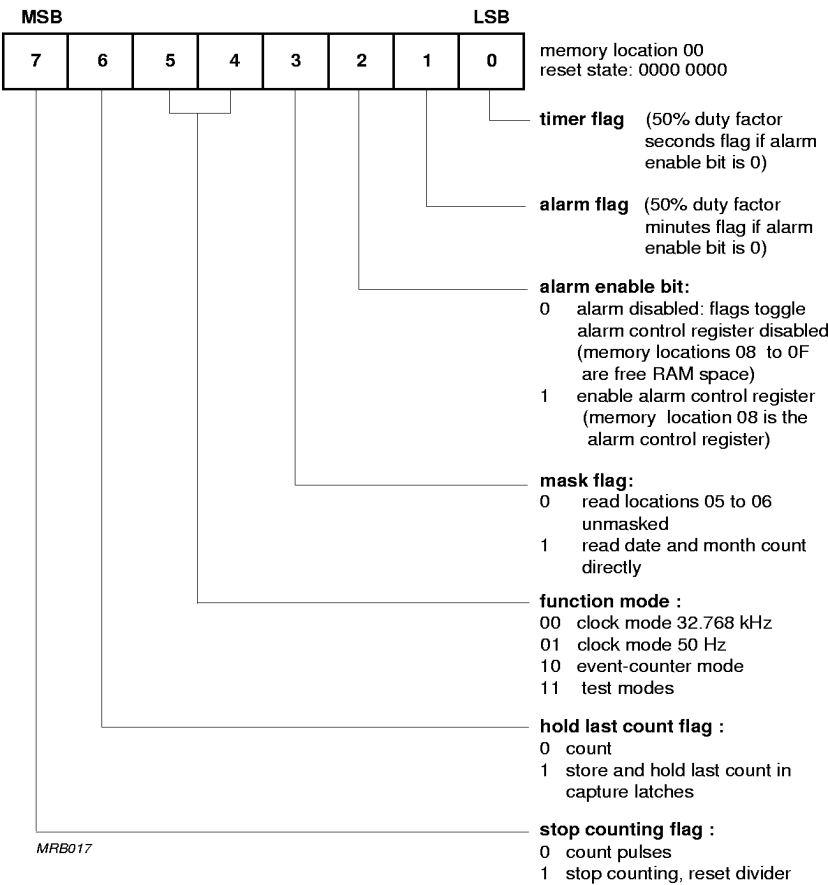 MSB LSB
7 6 5 4 3 2 1 0
memory location 00
reset state: 0000 0000
timer flag (50% duty factor
seconds flag if alarm
enable bit is 0)
alarm flag (50% duty factor
minutes flag if alarm
enable bit is 0)
alarm enable bit:
0 alarm disabled: flags toggle
alarm control register disabled
(memory locations 08 to 0F
are free RAM space)
1 enable alarm control register
(memory location 08 is the
alarm control register)
mask flag:
0 read locations 05 to 06
unmasked
1 read date and month count
directly
function mode :
00 clock mode 32.768 kHz
01 clock mode 50 Hz
10 event-counter mode
11 test modes
hold last count flag :
0 count
1 store and hold last count in
capture latches
stop counting flag :
0 count pulses
1 stop counting, reset divider
MRB017